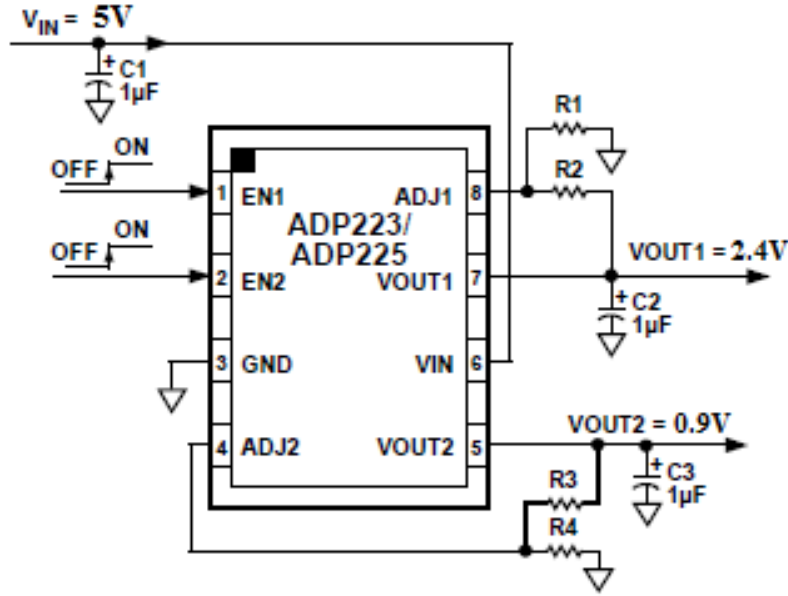 VIN = 5V
+ C1
1µF
OFF ON
OFF ON
1 EN1
2 EN2
3 GND
4 ADJ2
ADP223/
ADP225
ADJ1 8
VOUT1 7
VIN 6
VOUT2 5
R1
R2
VOUT1 = 2.4V
+ C2
1µF
VOUT2 = 0.9V
+ C3
1µF
R3
R4